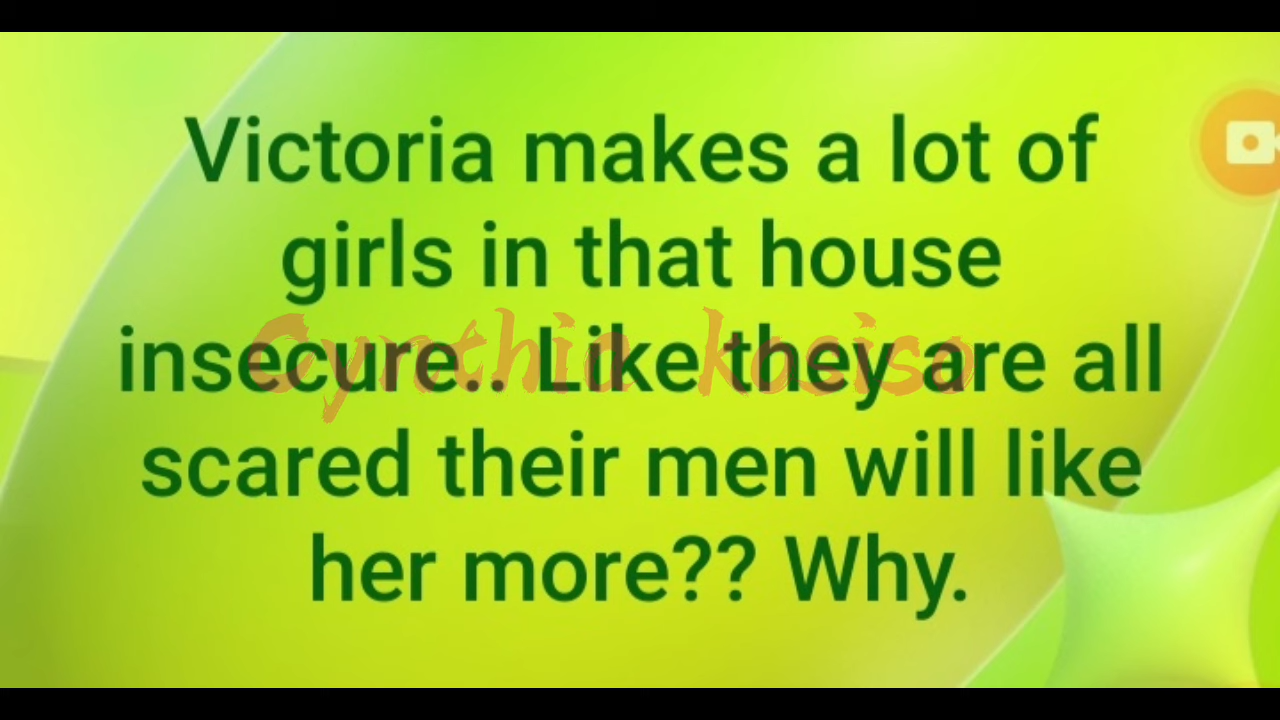 Victoria makes a lot of
girls in that house
insecure.. Like they are all
scared their men will like
her more?? Why.
Cynthia kosiso